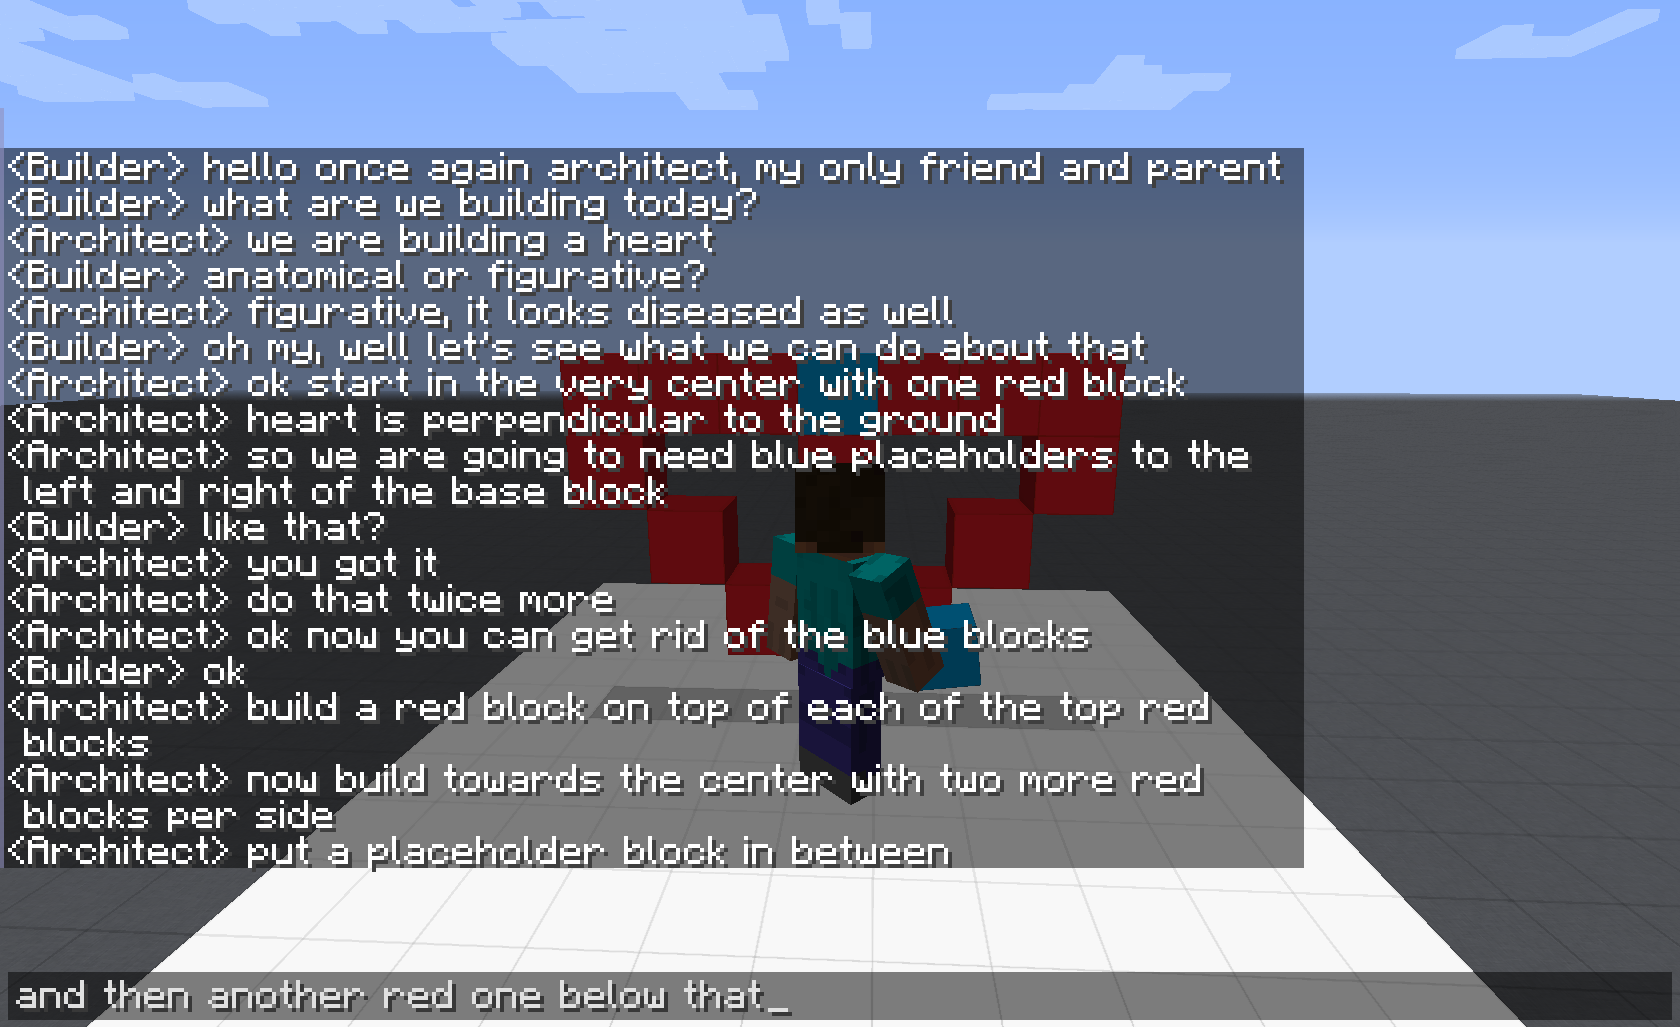 <Builder> hello once again architect, my only friend and parent
<Builder> what are we building today?
<Architect> we are building a heart
<Builder> anatomical or figurative?
<Architect> figurative, it looks diseased as well
<Builder> oh my, well let's see what we can do about that
<Architect> ok start in the very center with one red block
<Architect> heart is perpendicular to the ground
<Architect> so we are going to need blue placeholders to the
left and right of the base block
<Builder> like that?
<Architect> you got it
<Architect> do that twice more
<Architect> ok now you can get rid of the blue blocks
<Builder> ok
<Architect> build a red block on top of each of the top red
blocks
<Architect> now build towards the center with two more red
blocks per side
<Architect> put a placeholder block in between
and then another red one below that_